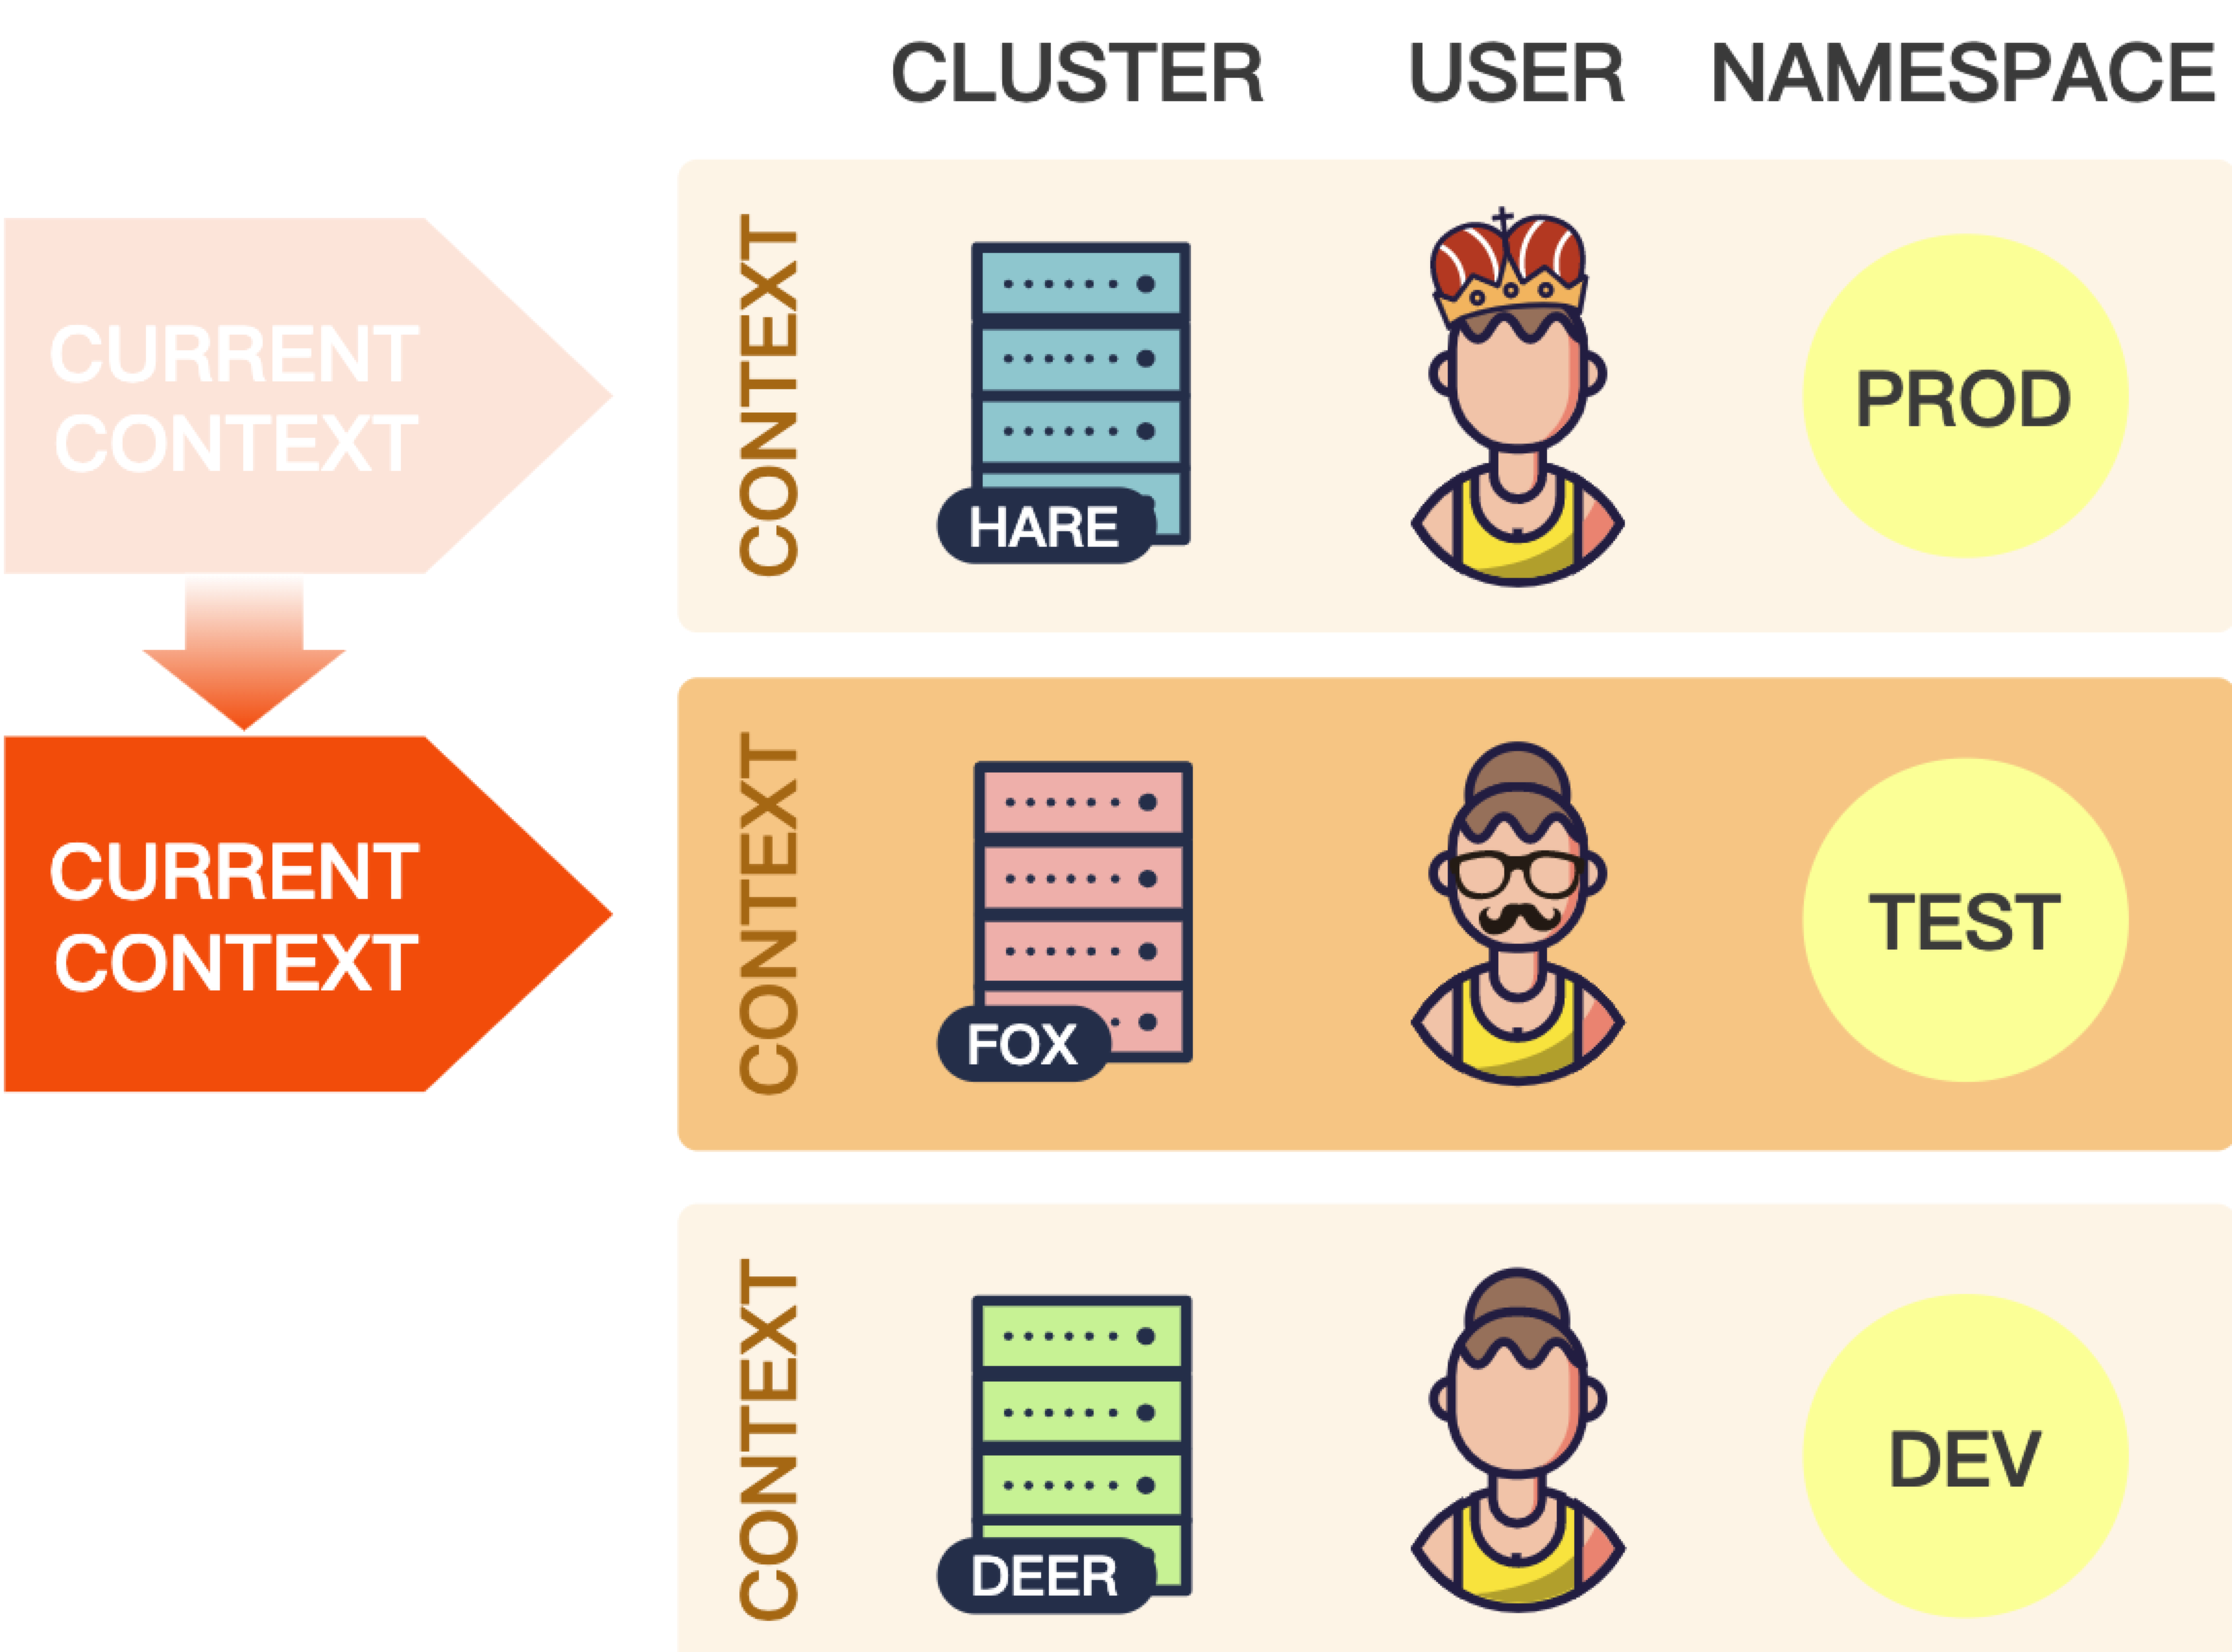 CLUSTER USER NAMESPACE
CURRENT
CONTEXT
CONTEXT
HARE
PROD
CURRENT
CONTEXT
CONTEXT
FOX
TEST
CONTEXT
DEER
DEV